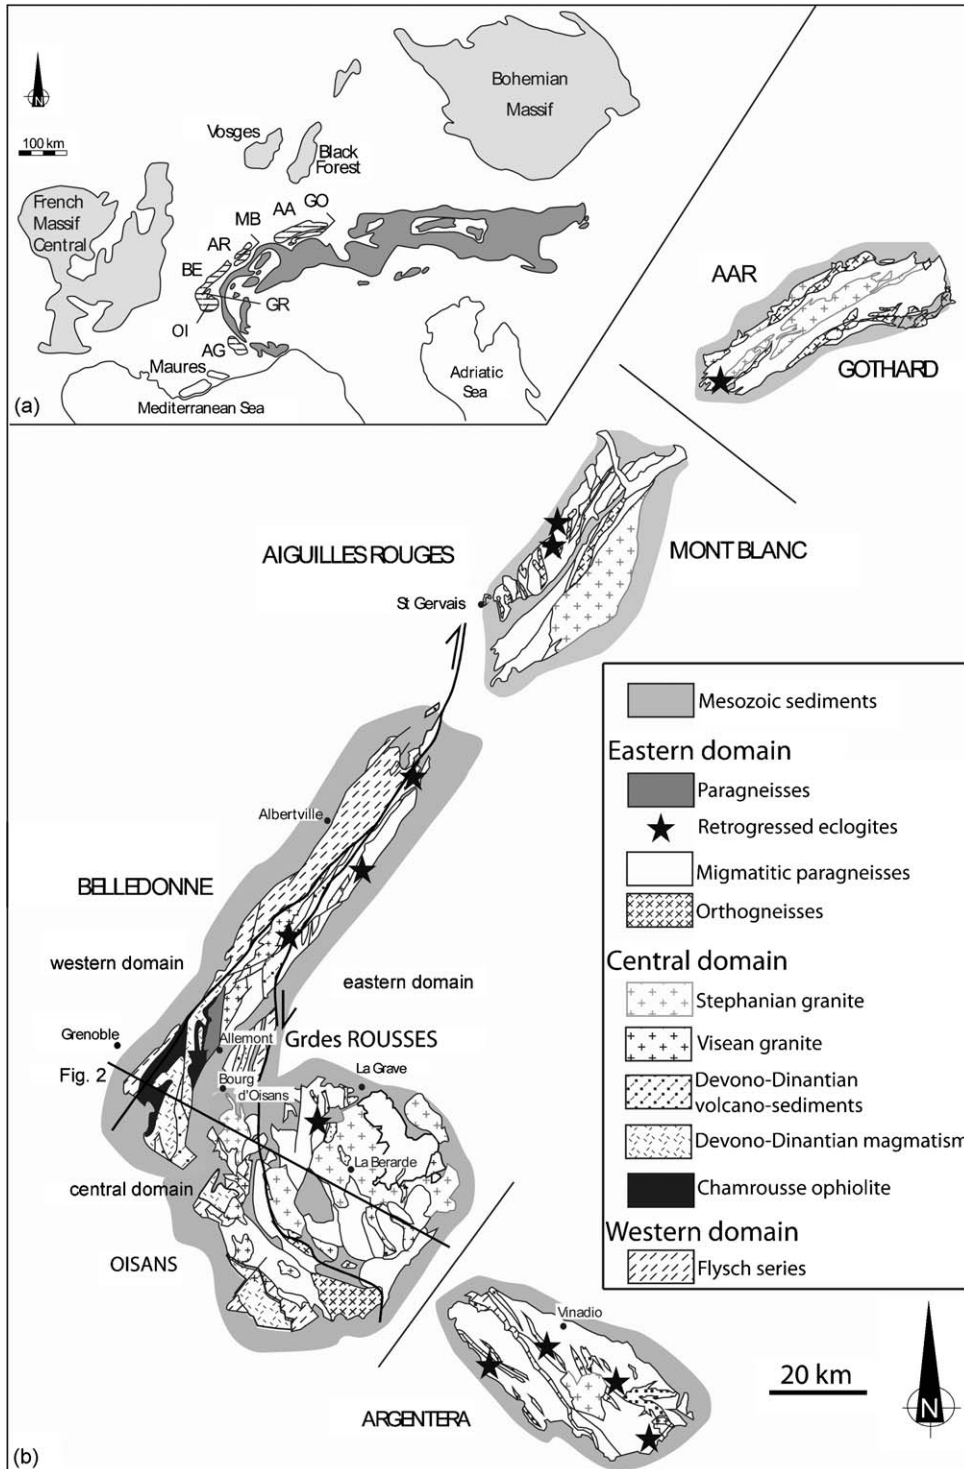 Bohemian
Massif
N
100 km
Vosges
Black
Forest
French
Massif
Central
GO
AA
MB
AR
BE
GR
OI
AG
Maures
Mediterranean Sea
Adriatic
Sea
(a)
AAR
GOTHARD
AIGUILLES ROUGES
MONT BLANC
St Gervais
Albertville
BELLEDONNE
western domain
eastern domain
Grenoble
Allemont
Grdes ROUSSES
Fig. 2
Bourg
d'Oisans
La Grave
La Berarde
central domain
OISANS
Vinadio
ARGENTERA
Mesozoic sediments
Eastern domain
Paragneisses
Retrogressed eclogites
Migmatitic paragneisses
Orthogneisses
Central domain
Stephanian granite
Visean granite
Devono-Dinantian
volcano-sediments
Devono-Dinantian magmatism
Chamrousse ophiolite
Western domain
Flysch series
20 km
N
(b)